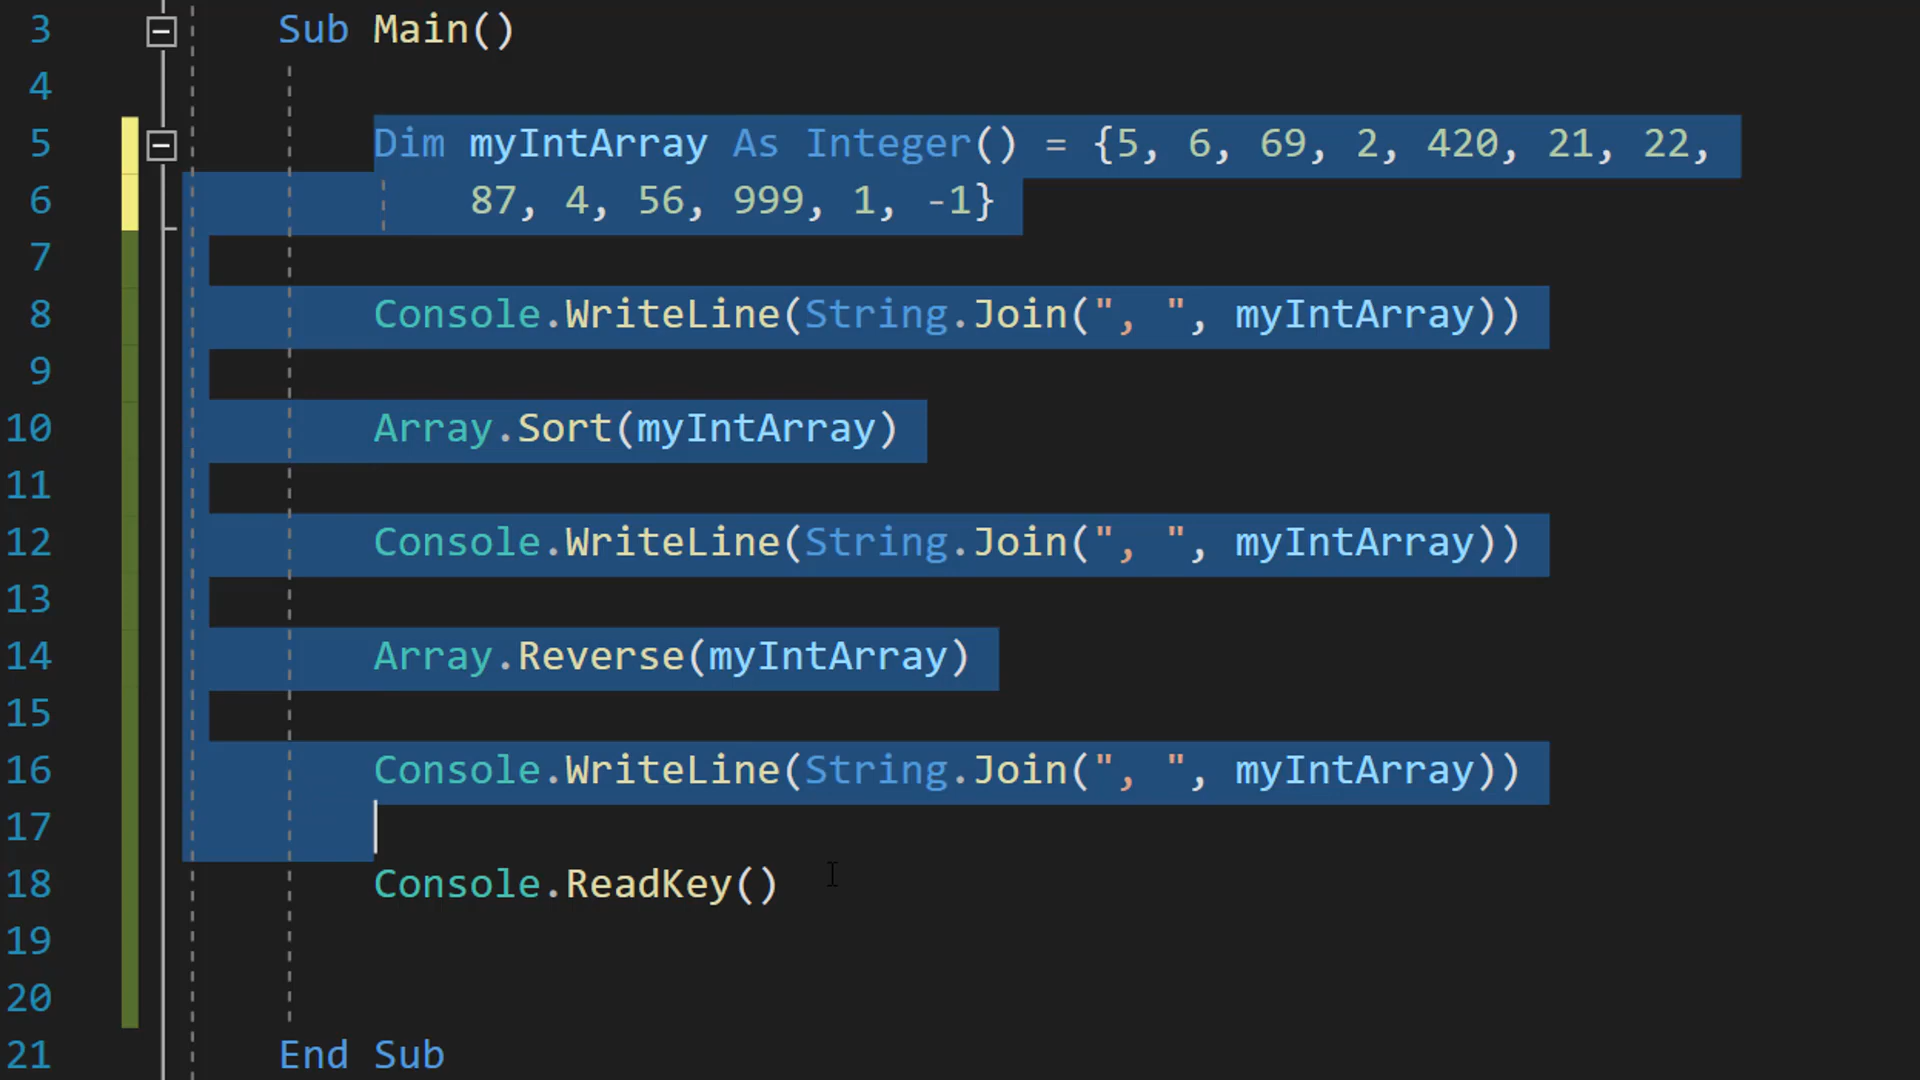 3 Sub Main()
4
5 Dim myIntArray As Integer() = {5, 6, 69, 2, 420, 21, 22,
6 87, 4, 56, 999, 1, -1}
7
8 Console.WriteLine(String.Join(", ", myIntArray))
9
10 Array.Sort(myIntArray)
11
12 Console.WriteLine(String.Join(", ", myIntArray))
13
14 Array.Reverse(myIntArray)
15
16 Console.WriteLine(String.Join(", ", myIntArray))
17
18 Console.ReadKey()
19
20
21 End Sub